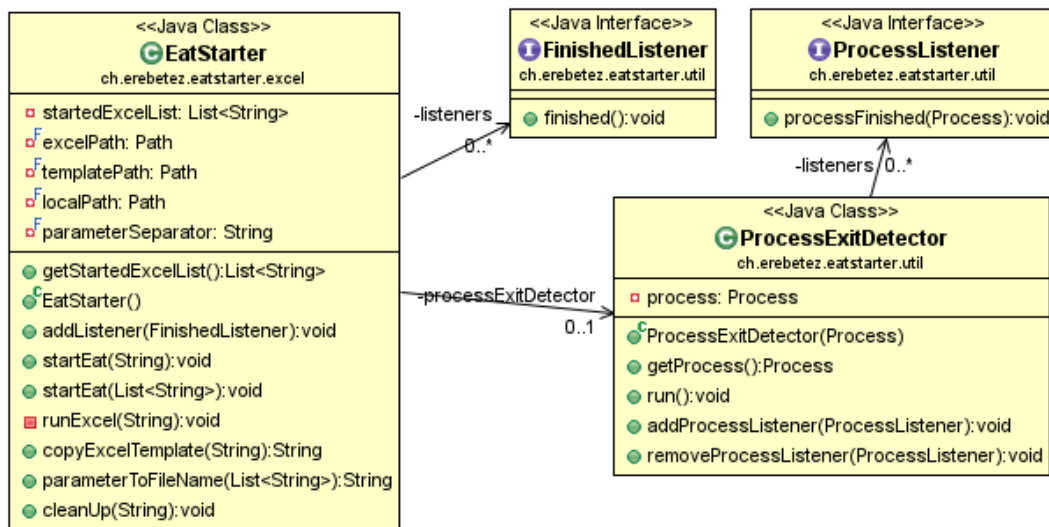 <<Java Class>>
EatStarter
ch.erebetez.eatstarter.excel
startedExcelList: List<String>
excelPath: Path
templatePath: Path
localPath: Path
parameterSeparator: String
getStartedExcelList():List<String>
EatStarter()
addListener(FinishedListener):void
startEat(String):void
startEat(List<String>):void
runExcel(String):void
copyExcelTemplate(String):String
parameterToFileName(List<String>):String
cleanUp(String):void
-listeners
0..*
<<Java Interface>>
FinishedListener
ch.erebetez.eatstarter.util
finished():void
<<Java Interface>>
ProcessListener
ch.erebetez.eatstarter.util
processFinished(Process):void
-listeners
0..*
-processExitDetector
0..1
<<Java Class>>
ProcessExitDetector
ch.erebetez.eatstarter.util
process: Process
ProcessExitDetector(Process)
getProcess():Process
run():void
addProcessListener(ProcessListener):void
removeProcessListener(ProcessListener):void